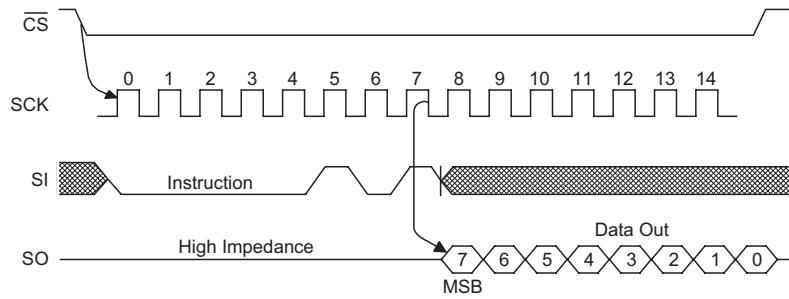 CS
0 1 2 3 4 5 6 7 8 9 10 11 12 13 14
SCK
SI Instruction
High Impedance Data Out
SO 7 6 5 4 3 2 1 0
MSB